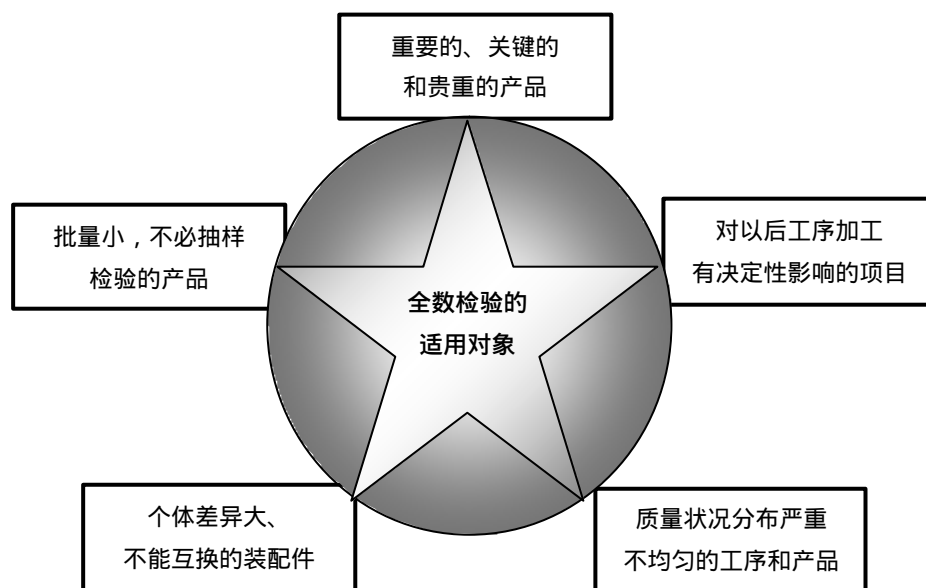 重要的、关键的
和贵重的产品
批量小，不必抽样
检验的产品
对以后工序加工
有决定性影响的项目
全数检验的
适用对象
个体差异大、
不能互换的装配件
质量状况分布严重
不均匀的工序和产品